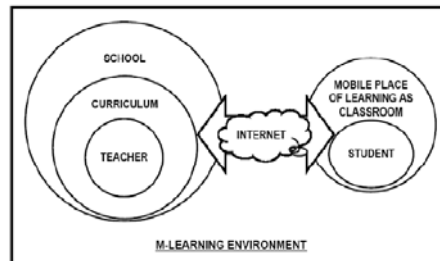 SCHOOL
CURRICULUM
TEACHER
INTERNET
MOBILE PLACE
OF LEARNING AS
CLASSROOM
STUDENT
M-LEARNING ENVIRONMENT